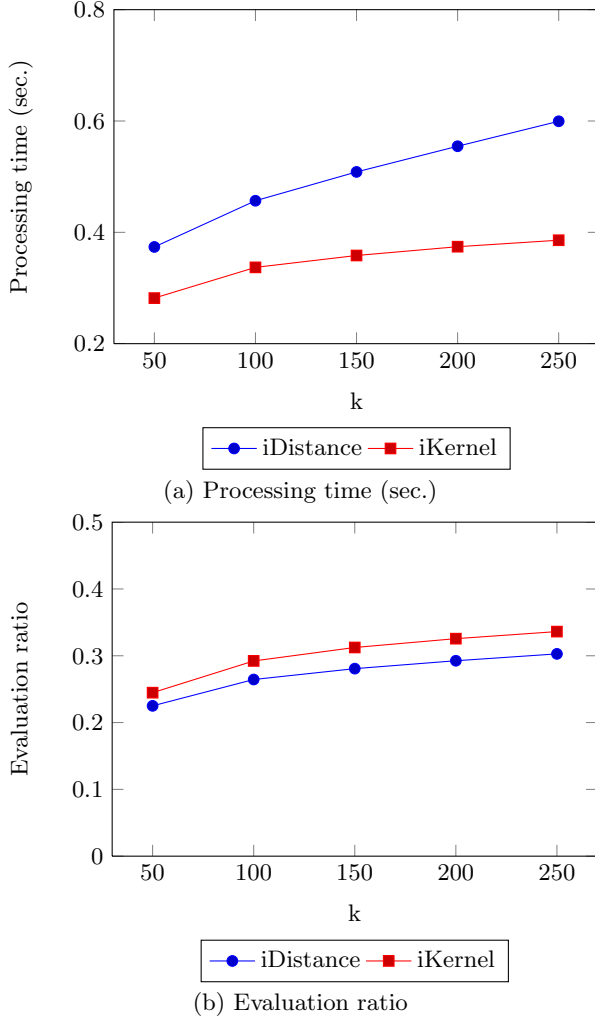 0.8
0.6
0.4
0.2
Processing time (sec.)
50 100 150 200 250
k
iDistance iKernel
(a) Processing time (sec.)
0.5
0.4
0.3
0.2
0.1
0
Evaluation ratio
50 100 150 200 250
k
iDistance iKernel
(b) Evaluation ratio